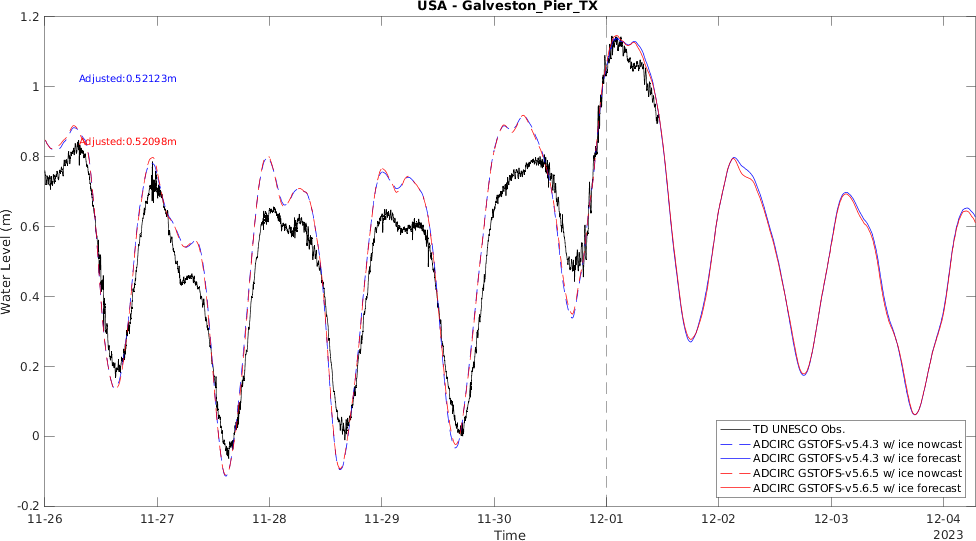 USA - Galveston_Pier_TX
1.2
1
0.8
0.6
0.4
0.2
0
-0.2
Water Level (m)
Adjusted:0.52123m
Adjusted:0.52098m
TD UNESCO Obs.
ADCIRC GSTOFS-v5.4.3 w/ ice nowcast
ADCIRC GSTOFS-v5.4.3 w/ ice forecast
ADCIRC GSTOFS-v5.6.5 w/ ice nowcast
ADCIRC GSTOFS-v5.6.5 w/ ice forecast
11-26 11-27 11-28 11-29 11-30 12-01 12-02 12-03 12-04
Time
2023